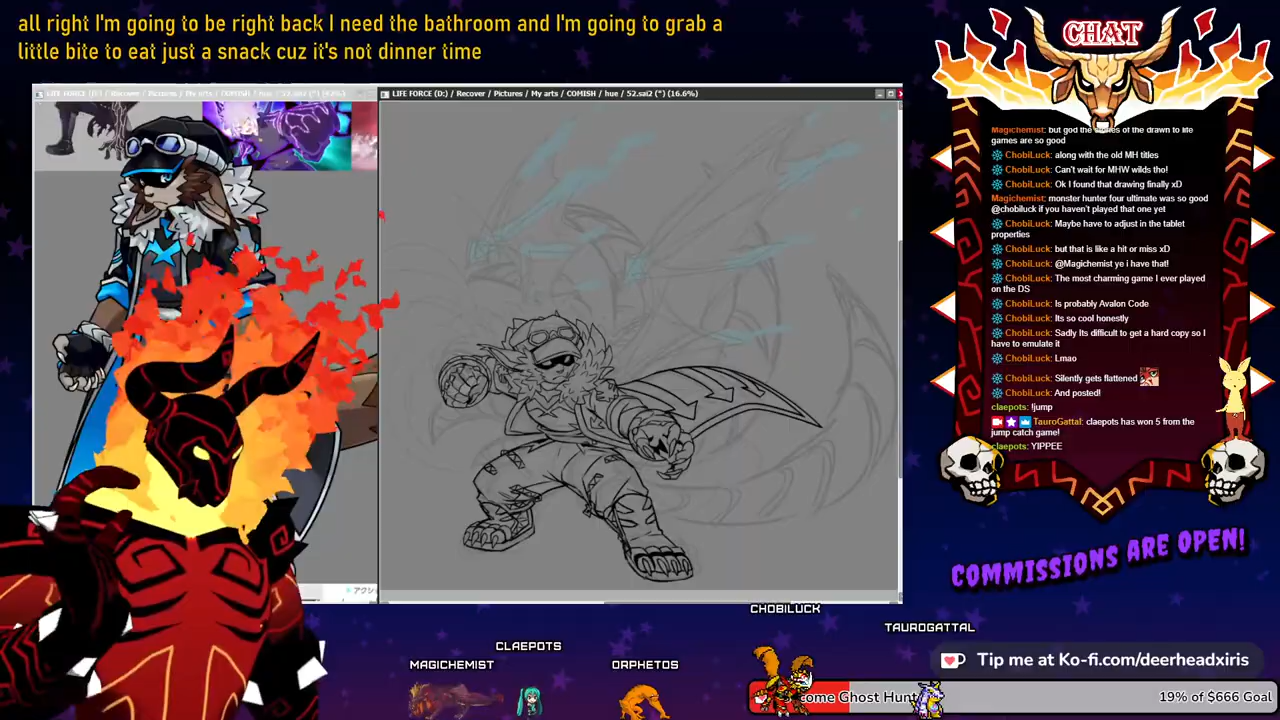 all right I'm going to be right back I need the bathroom and I'm going to grab a
little bite to eat just a snack cuz it's not dinner time
LIFE FORCE (D:) / Recover / Pictures / My arts / COMISH / hue / 52.sai2 (*) (16.6%)
CHAT
Magichemist: but god the of the drawn to life
games are so good
ChobiLuck: along with the old MH titles
ChobiLuck: Can't wait for MHW wilds tho!
ChobiLuck: Ok I found that drawing finally xD
Magichemist: monster hunter four ultimate was so good
@chobiluck if you haven't played that one yet
ChobiLuck: Maybe have to adjust in the tablet
properties
ChobiLuck: but that is like a hit or miss xD
ChobiLuck: @Magichemist ye i have that!
ChobiLuck: The most charming game I ever played
on the DS
ChobiLuck: Is probably Avalon Code
ChobiLuck: Its so cool honestly
ChobiLuck: Sadly Its difficult to get a hard copy so I
have to emulate it
ChobiLuck: Lmao
ChobiLuck: Silently gets flattened
ChobiLuck: And posted!
claepots: !jump
TauroGattal: claepots has won 5 from the
jump catch game!
claepots: YIPPEE
COMMISSIONS ARE OPEN!
CHOBILUCK
TAUROGATTAL
CLAEPOTS
MAGICHEMIST
ORPHETOS
Tip me at Ko-fi.com/deerheadxiris
come Ghost Hunt
19% of $666 Goal